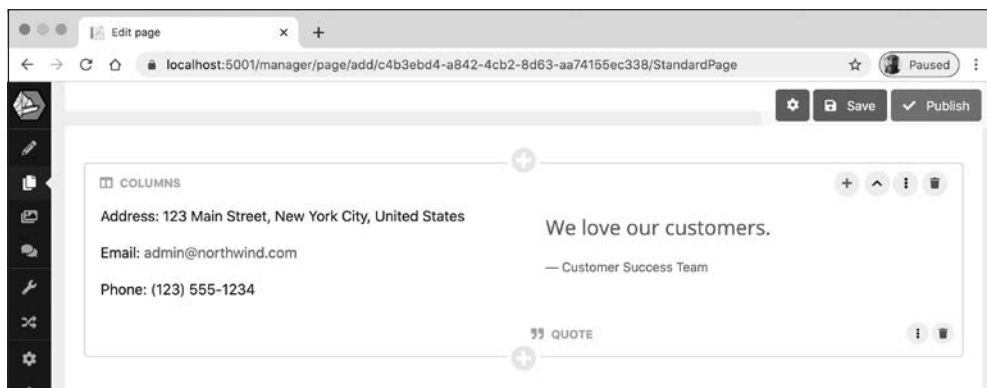 Edit page
localhost:5001/manager/page/add/c4b3ebd4-a842-4cb2-8d63-aa74155ec338/StandardPage
Paused
Save
Publish
COLUMNS
Address: 123 Main Street, New York City, United States
Email: admin@northwind.com
Phone: (123) 555-1234
We love our customers.
— Customer Success Team
QUOTE